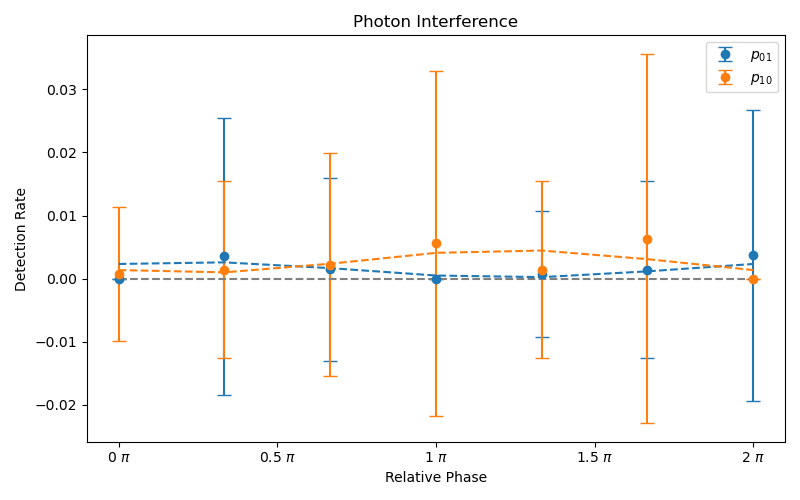 Photon Interference
p01
p10
Detection Rate
0.03
0.02
0.01
0.00
−0.01
−0.02
0 π
0.5 π
1 π
1.5 π
2 π
Relative Phase